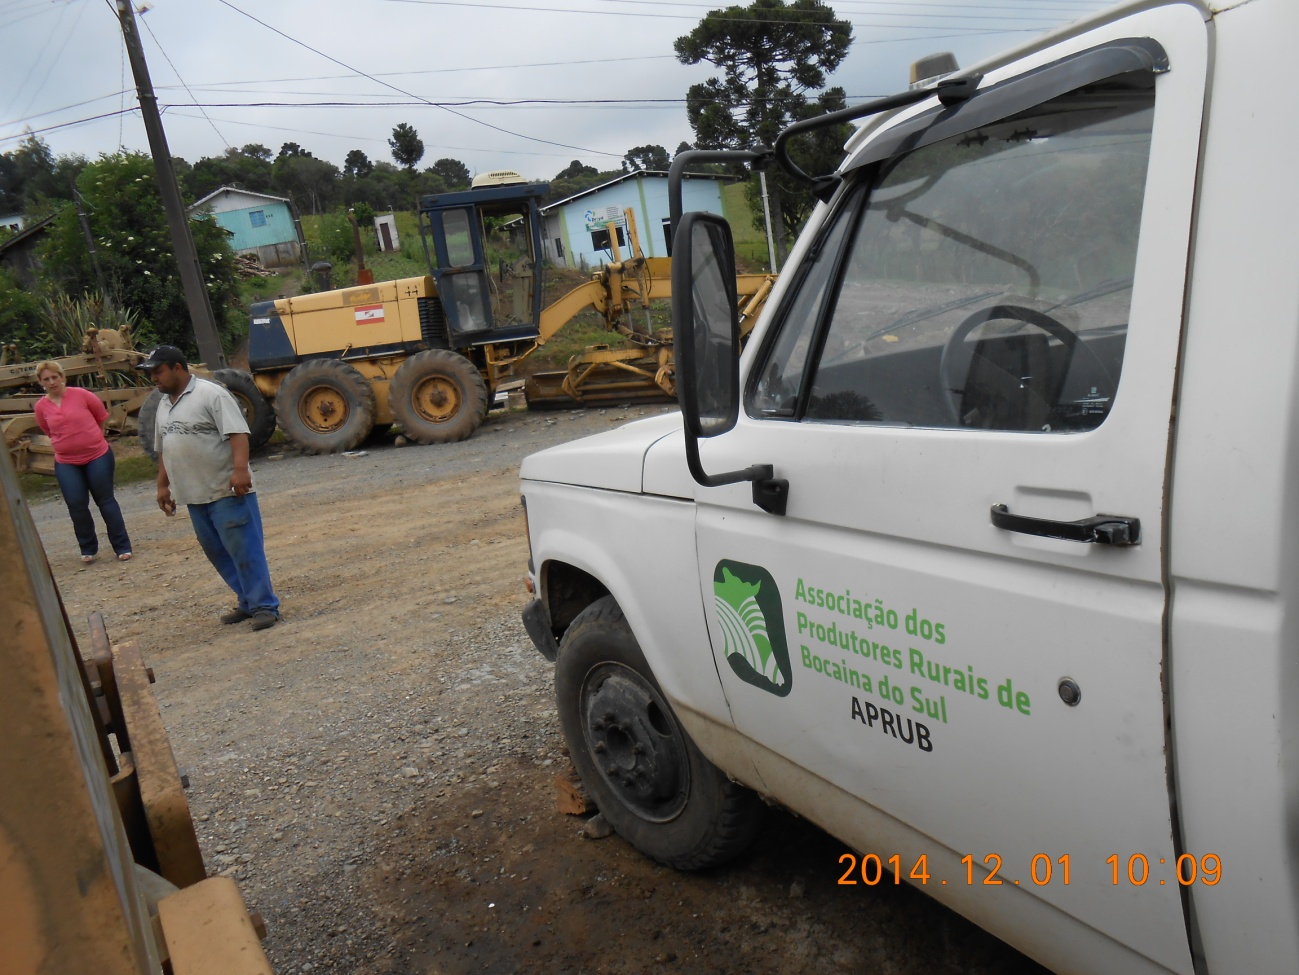 Associação dos
Produtores Rurais de
Bocaina do Sul
APRUB
2014.12.01 10:09